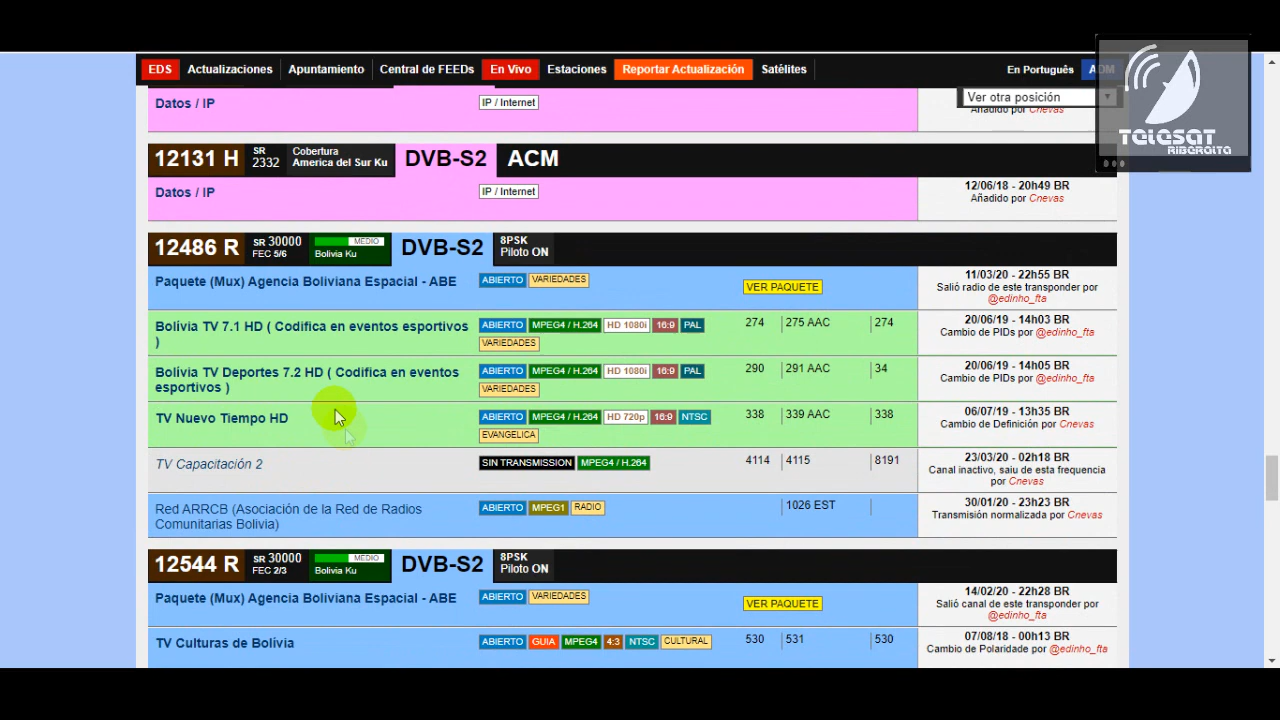 EDS Actualizaciones Apuntamiento Central de FEEDs En Vivo Estaciones Reportar Actualización Satélites En Português ADM
TELESAT
RIBERALTA
Ver otra posición
Datos / IP IP / Internet Añadido por Cnevas
12131 H SR 2332 Cobertura America del Sur Ku DVB-S2 ACM
Datos / IP IP / Internet 12/06/18 - 20h49 BR
Añadido por Cnevas
12486 R SR 30000 FEC 5/6 MEDIO Bolivia Ku DVB-S2 8PSK Piloto ON
Paquete (Mux) Agencia Boliviana Espacial - ABE ABIERTO VARIEDADES VER PAQUETE 11/03/20 - 22h55 BR
Salió radio de este transponder por
@edinho_fta
Bolívia TV 7.1 HD ( Codifica en eventos esportivos
) ABIERTO MPEG4 / H.264 HD 1080i 16:9 PAL
VARIEDADES 274 275 AAC 274 20/06/19 - 14h03 BR
Cambio de PIDs por @edinho_fta
Bolívia TV Deportes 7.2 HD ( Codifica en eventos
esportivos ) ABIERTO MPEG4 / H.264 HD 1080i 16:9 PAL
VARIEDADES 290 291 AAC 34 20/06/19 - 14h05 BR
Cambio de PIDs por @edinho_fta
TV Nuevo Tiempo HD ABIERTO MPEG4 / H.264 HD 720p 16:9 NTSC
EVANGELICA 338 339 AAC 338 06/07/19 - 13h35 BR
Cambio de Definición por Cnevas
TV Capacitación 2 SIN TRANSMISSION MPEG4 / H.264 4114 4115 8191 23/03/20 - 02h18 BR
Canal inactivo, saiu de esta frequencia
por Cnevas
Red ARRCB (Asociación de la Red de Radios
Comunitarias Bolivia) ABIERTO MPEG1 RADIO 1026 EST 30/01/20 - 23h23 BR
Transmisión normalizada por Cnevas
12544 R SR 30000 FEC 2/3 MEDIO Bolivia Ku DVB-S2 8PSK Piloto ON
Paquete (Mux) Agencia Boliviana Espacial - ABE ABIERTO VARIEDADES VER PAQUETE 14/02/20 - 22h28 BR
Salió canal de este transponder por
@edinho_fta
TV Culturas de Bolívia ABIERTO GUIA MPEG4 4:3 NTSC CULTURAL 530 531 530 07/08/18 - 00h13 BR
Cambio de Polaridade por @edinho_fta